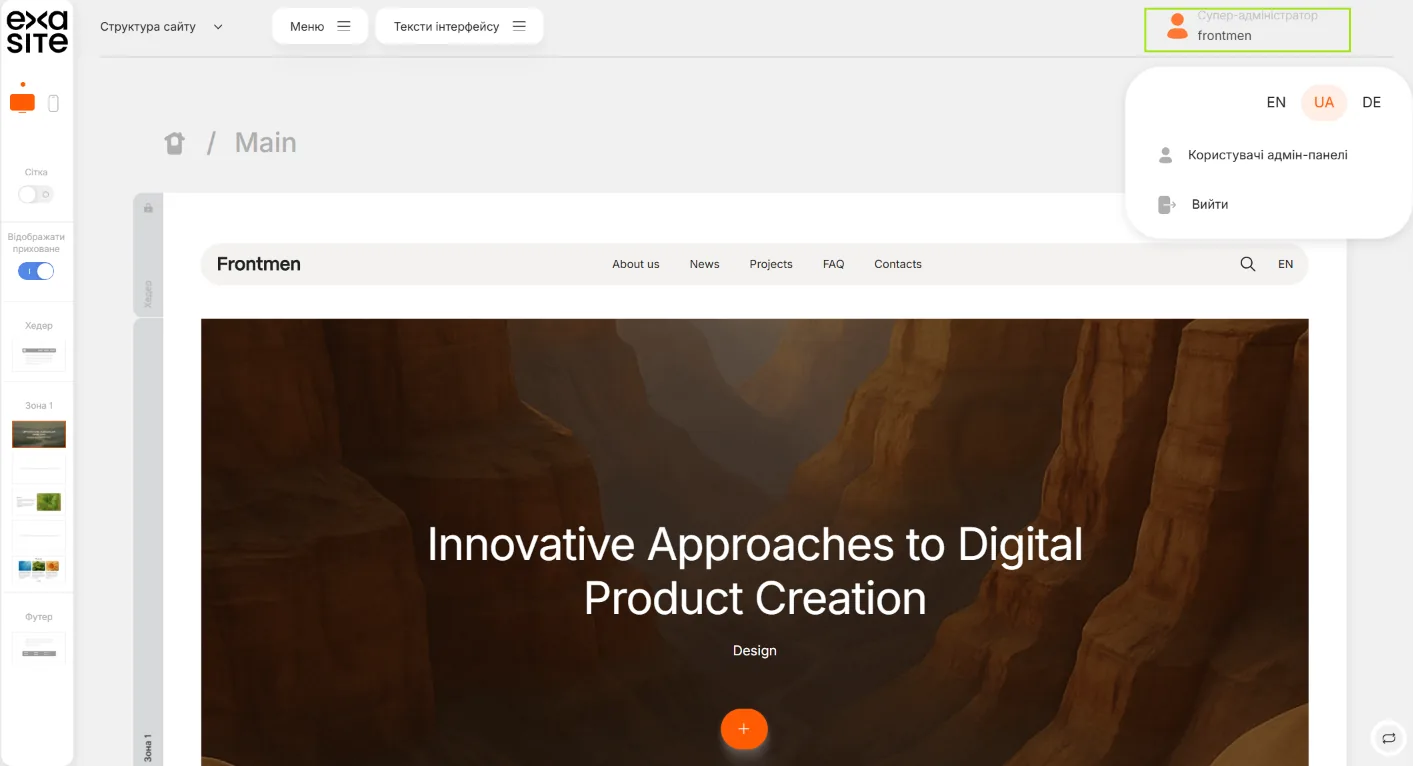 exa
SITE
Структура сайту
Меню
Тексти інтерфейсу
Супер-адміністратор
frontmen
EN UA DE
Користувачі адмін-панелі
Вийти
/ Main
Сітка
Відображати
приховане
Хедер
Зона 1
Футер
Хедер
Frontmen
About us News Projects FAQ Contacts
EN
Innovative Approaches to Digital
Product Creation
Design
+
Зона 1